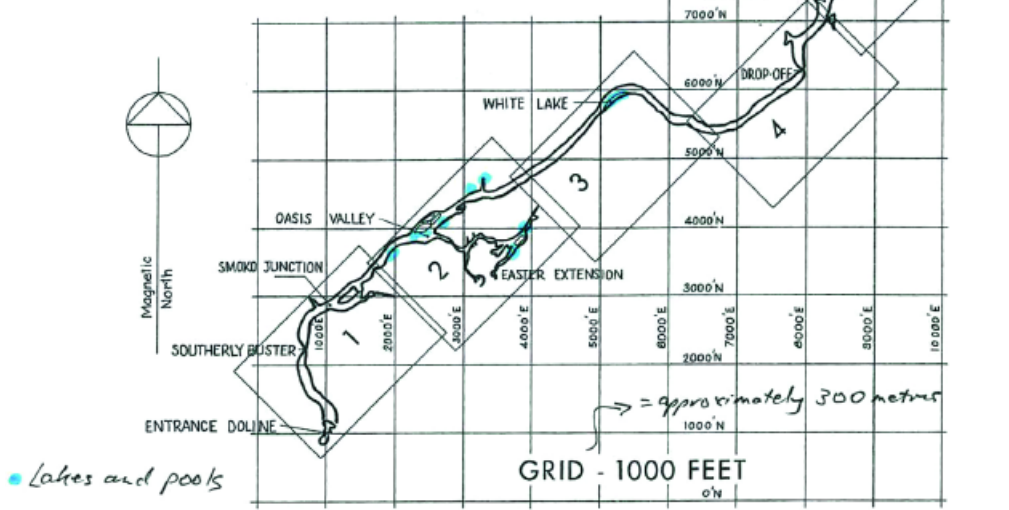 7000'N
DROP-OFF
6000'N
WHITE LAKE
4
5000'N
3
OASIS VALLEY
4000'N
SMOKO JUNCTION
2
EASTER EXTENSION
Magnetic North
3000'N
1000'E
2000'E
3000'E
4000'E
5000'E
6000'E
7000'E
8000'E
9000'E
10000'E
1
SOUTHERLY BUSTER
2000'N
= approximately 300 metres
ENTRANCE DOLINE
1000'N
Lakes and pools
GRID - 1000 FEET
0'N